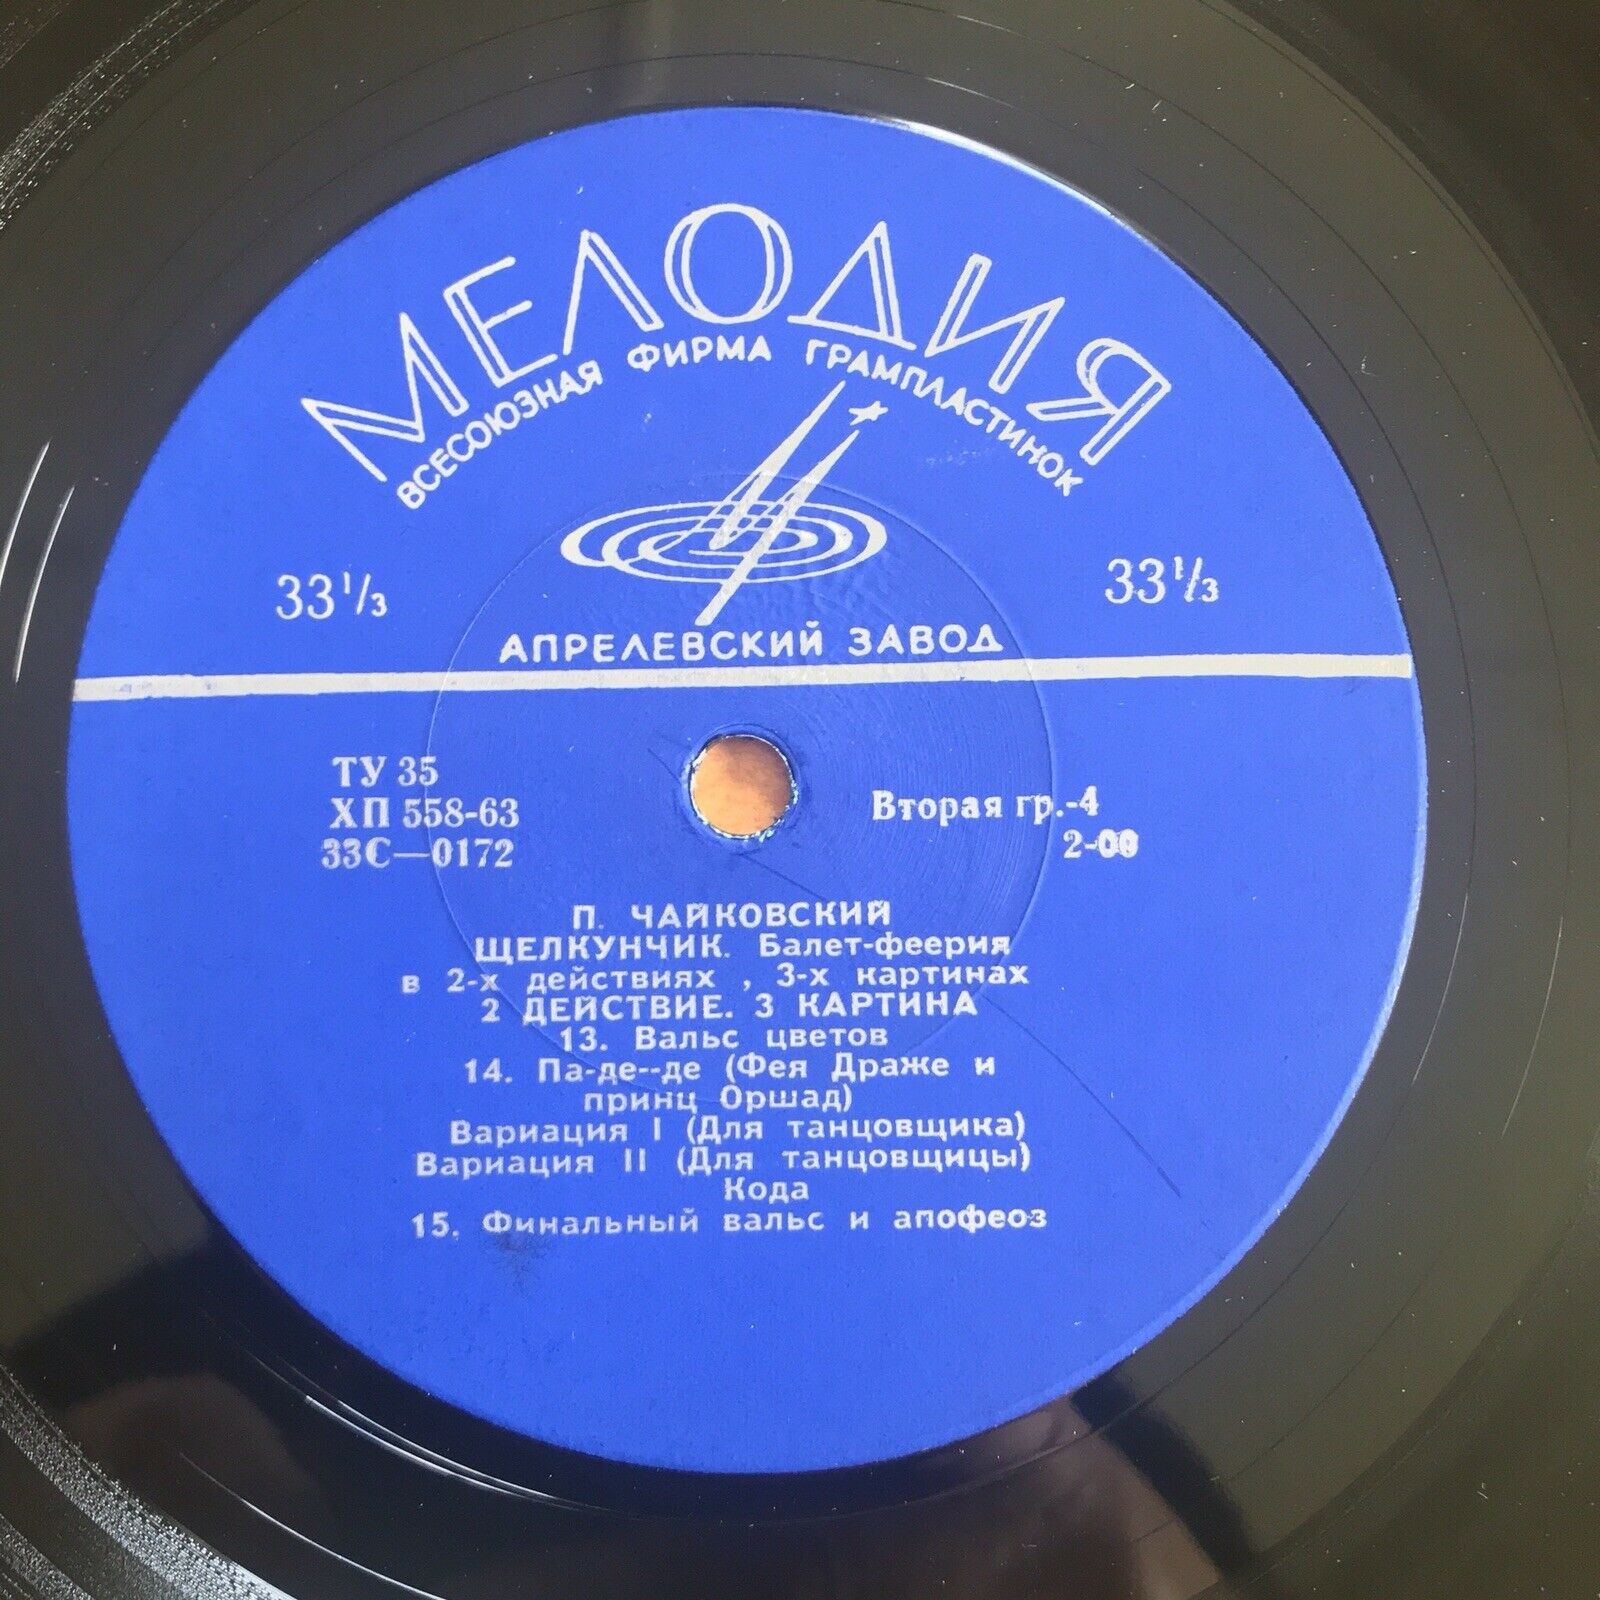 МЕЛОДИЯ
ВСЕСОЮЗНАЯ ФИРМА ГРАМПЛАСТИНОК
33⅓ 33⅓
АПРЕЛЕВСКИЙ ЗАВОД
ТУ 35
ХП 558-63 Вторая гр.-4
33С—0172 2-00
П. ЧАЙКОВСКИЙ
ЩЕЛКУНЧИК. Балет-феерия
в 2-х действиях , 3-х картинах
2 ДЕЙСТВИЕ. 3 КАРТИНА
13. Вальс цветов
14. Па-де--де (Фея Драже и
принц Оршад)
Вариация I (Для танцовщика)
Вариация II (Для танцовщицы)
Кода
15. Финальный вальс и апофеоз